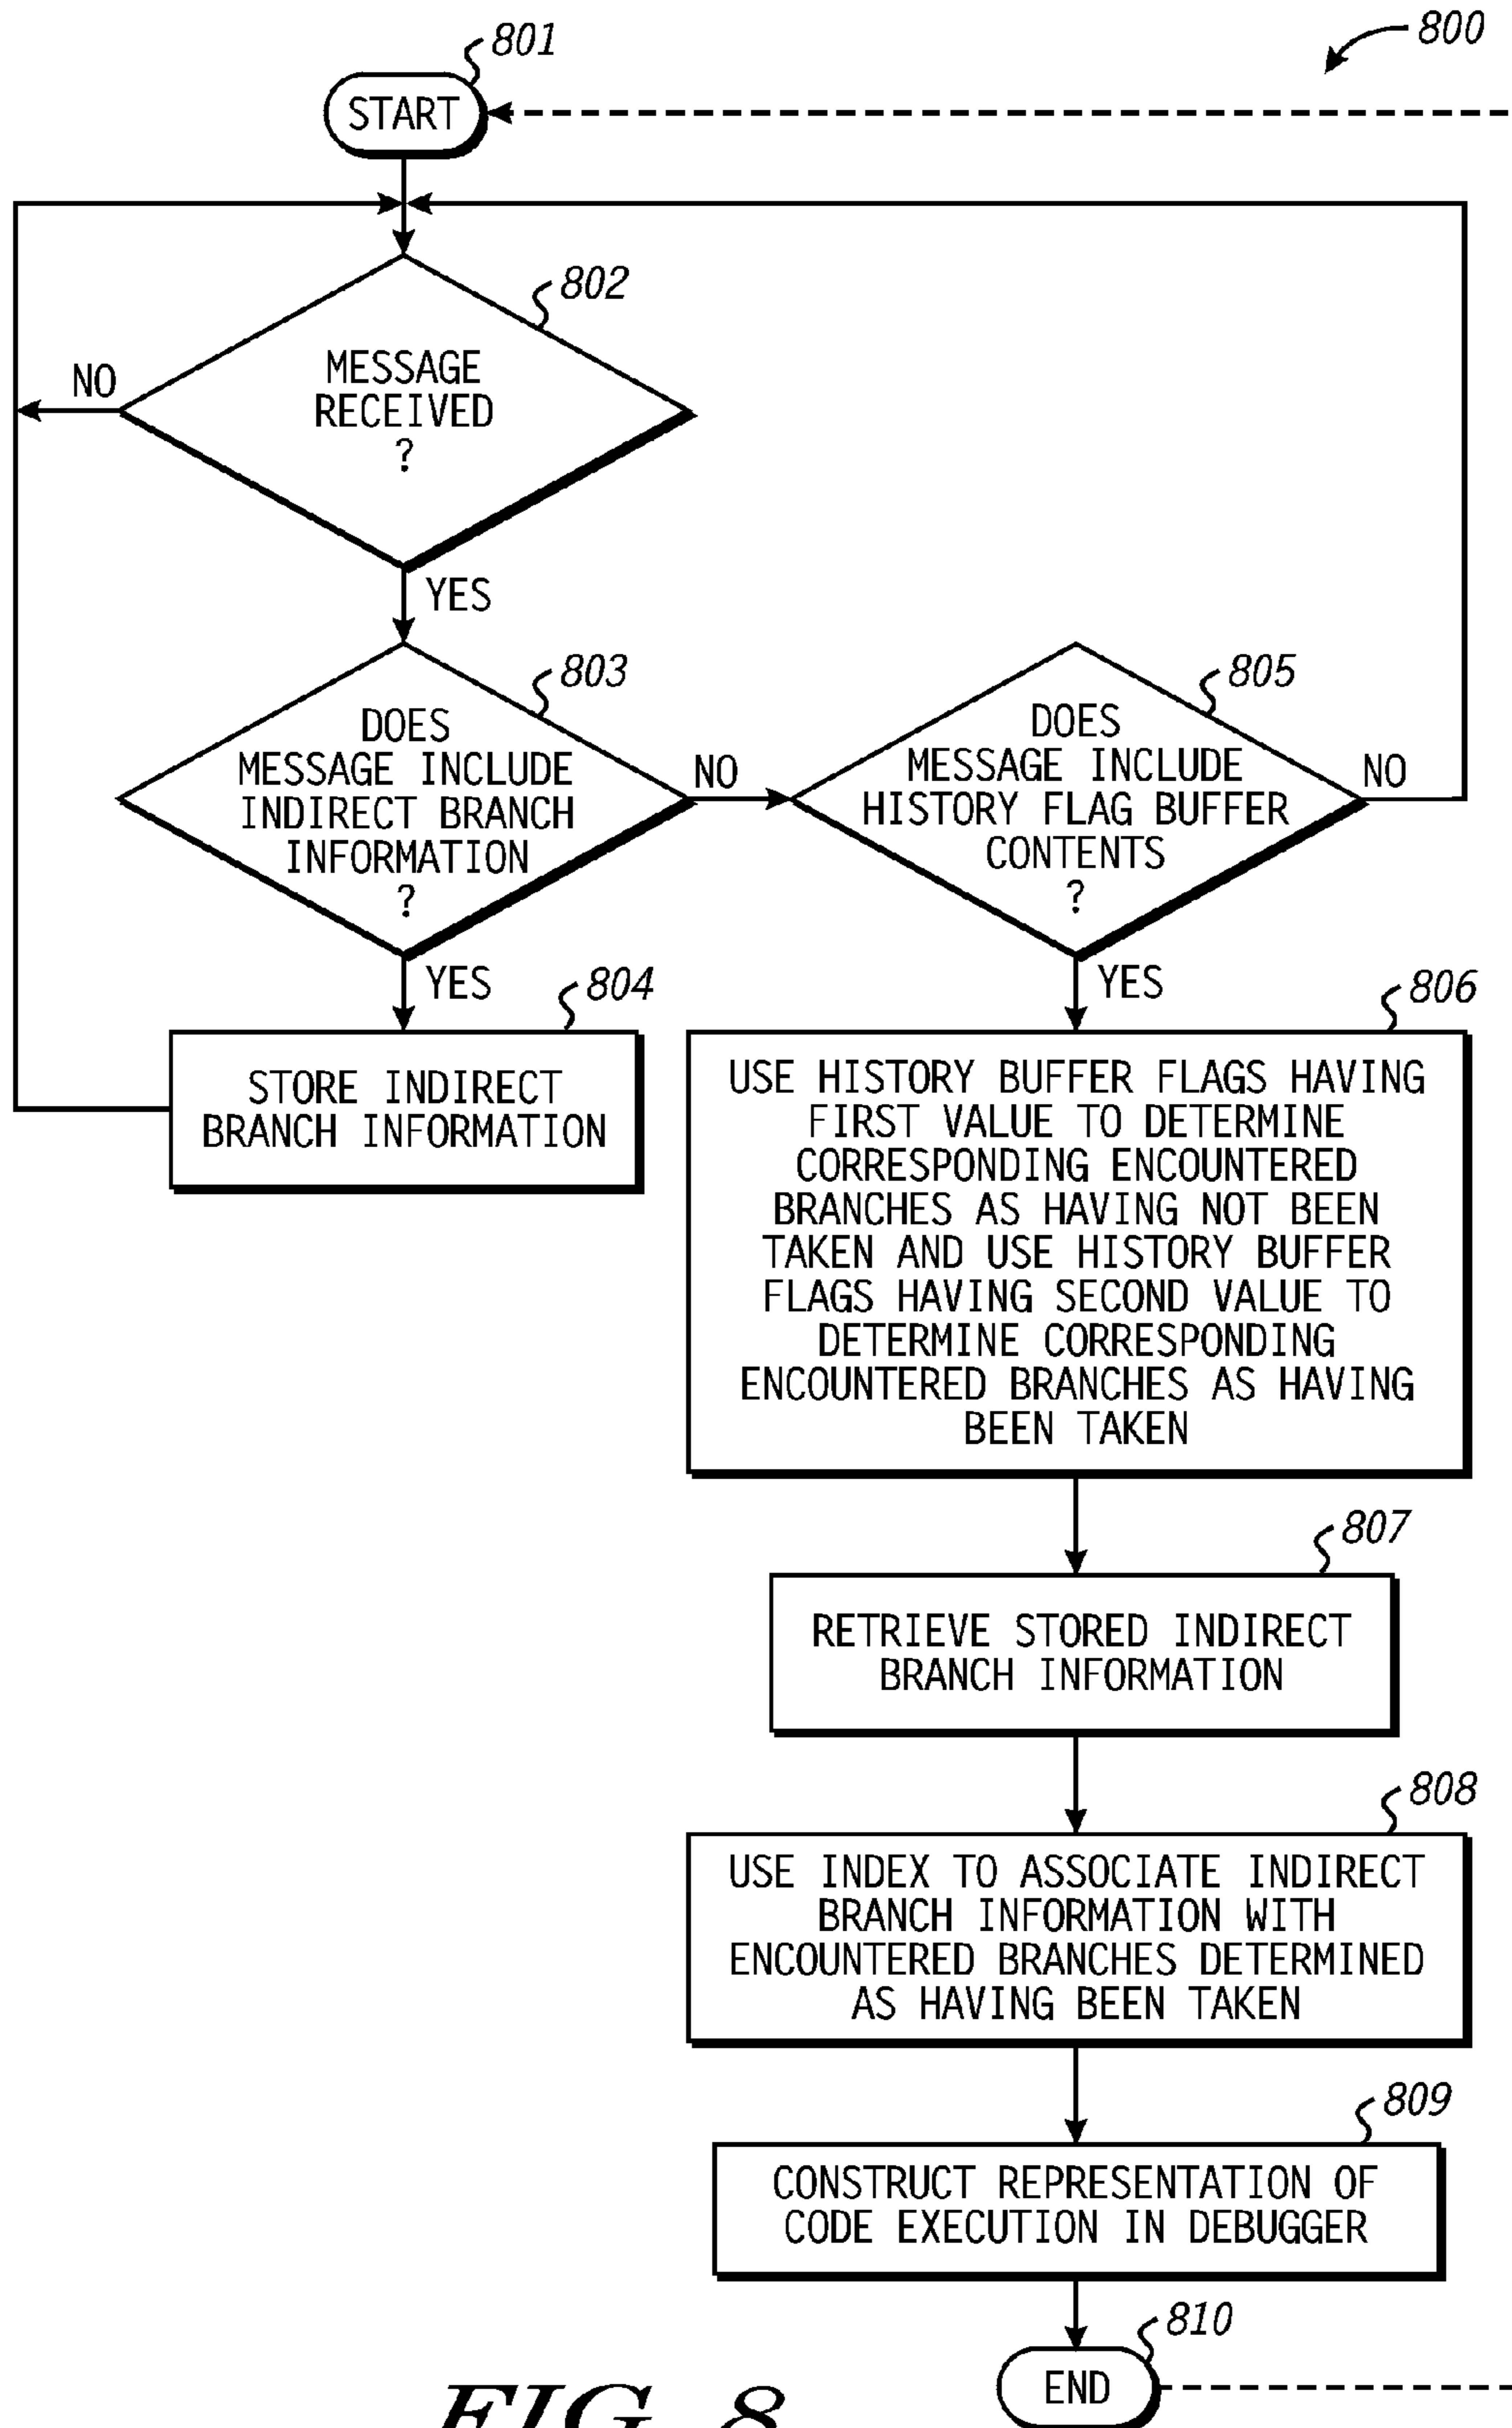 801
800
START
802
MESSAGE
RECEIVED
?
NO
YES
803
DOES
MESSAGE INCLUDE
INDIRECT BRANCH
INFORMATION
?
NO
805
DOES
MESSAGE INCLUDE
HISTORY FLAG BUFFER
CONTENTS
?
NO
YES
804
STORE INDIRECT
BRANCH INFORMATION
YES
806
USE HISTORY BUFFER FLAGS HAVING
FIRST VALUE TO DETERMINE
CORRESPONDING ENCOUNTERED
BRANCHES AS HAVING NOT BEEN
TAKEN AND USE HISTORY BUFFER
FLAGS HAVING SECOND VALUE TO
DETERMINE CORRESPONDING
ENCOUNTERED BRANCHES AS HAVING
BEEN TAKEN
807
RETRIEVE STORED INDIRECT
BRANCH INFORMATION
808
USE INDEX TO ASSOCIATE INDIRECT
BRANCH INFORMATION WITH
ENCOUNTERED BRANCHES DETERMINED
AS HAVING BEEN TAKEN
809
CONSTRUCT REPRESENTATION OF
CODE EXECUTION IN DEBUGGER
810
END
FIG. 8